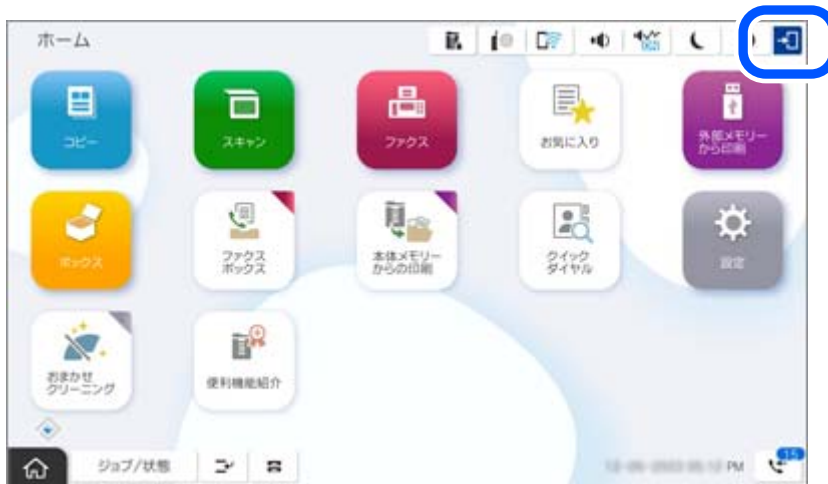 ホーム
コピー
スキャン
ファクス
お気に入り
外部メモリー
からの印刷
ボックス
ファクス
ボックス
本体メモリー
からの印刷
クイック
ダイヤル
設定
おまかせ
クリーニング
便利機能紹介
ジョブ/状態
PM
15